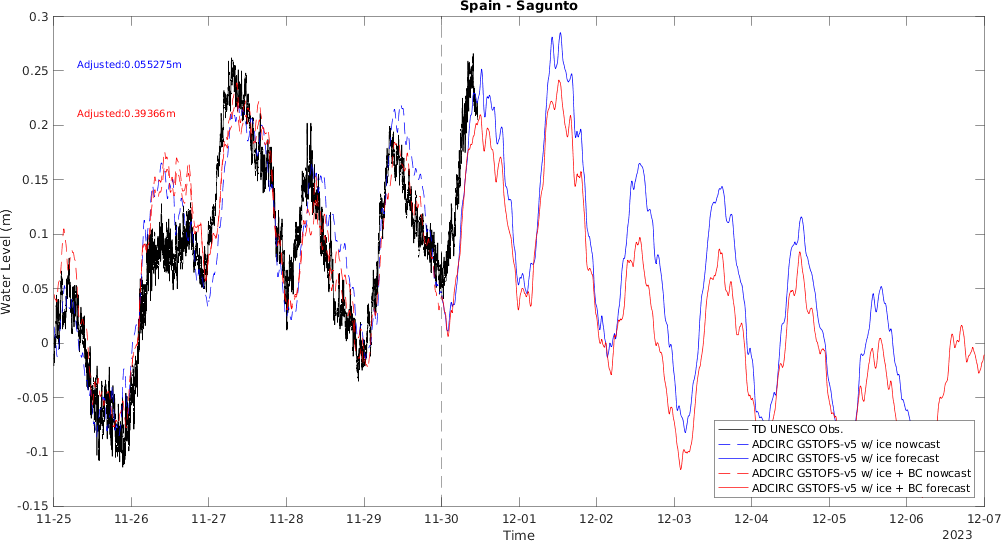 Spain - Sagunto
0.3
0.25
0.2
0.15
0.1
0.05
0
-0.05
-0.1
-0.15
Water Level (m)
Adjusted:0.055275m
Adjusted:0.39366m
TD UNESCO Obs.
ADCIRC GSTOFS-v5 w/ ice nowcast
ADCIRC GSTOFS-v5 w/ ice forecast
ADCIRC GSTOFS-v5 w/ ice + BC nowcast
ADCIRC GSTOFS-v5 w/ ice + BC forecast
11-25 11-26 11-27 11-28 11-29 11-30 12-01 12-02 12-03 12-04 12-05 12-06 12-07
Time
2023